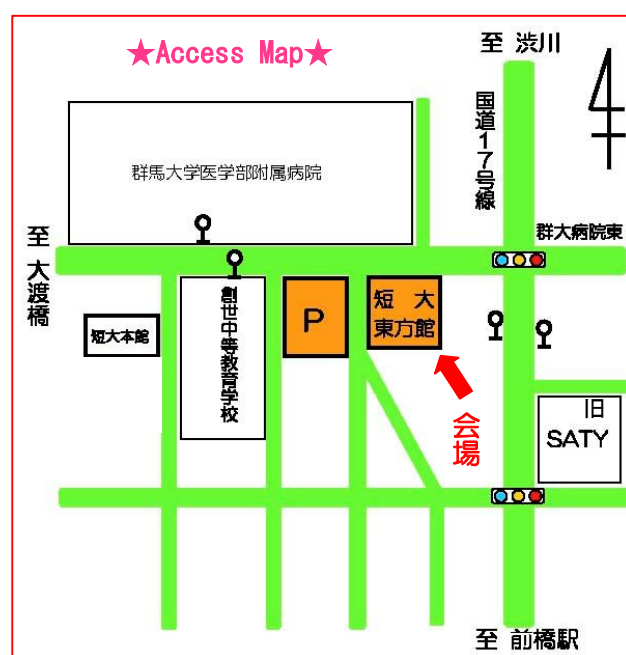 ★Access Map★
至 渋川
国道17号線
群馬大学医学部附属病院
群大病院東
至 大渡橋
短大本館
創世中等教育学校
P
短大
東方館
会場
旧
SATY
至 前橋駅